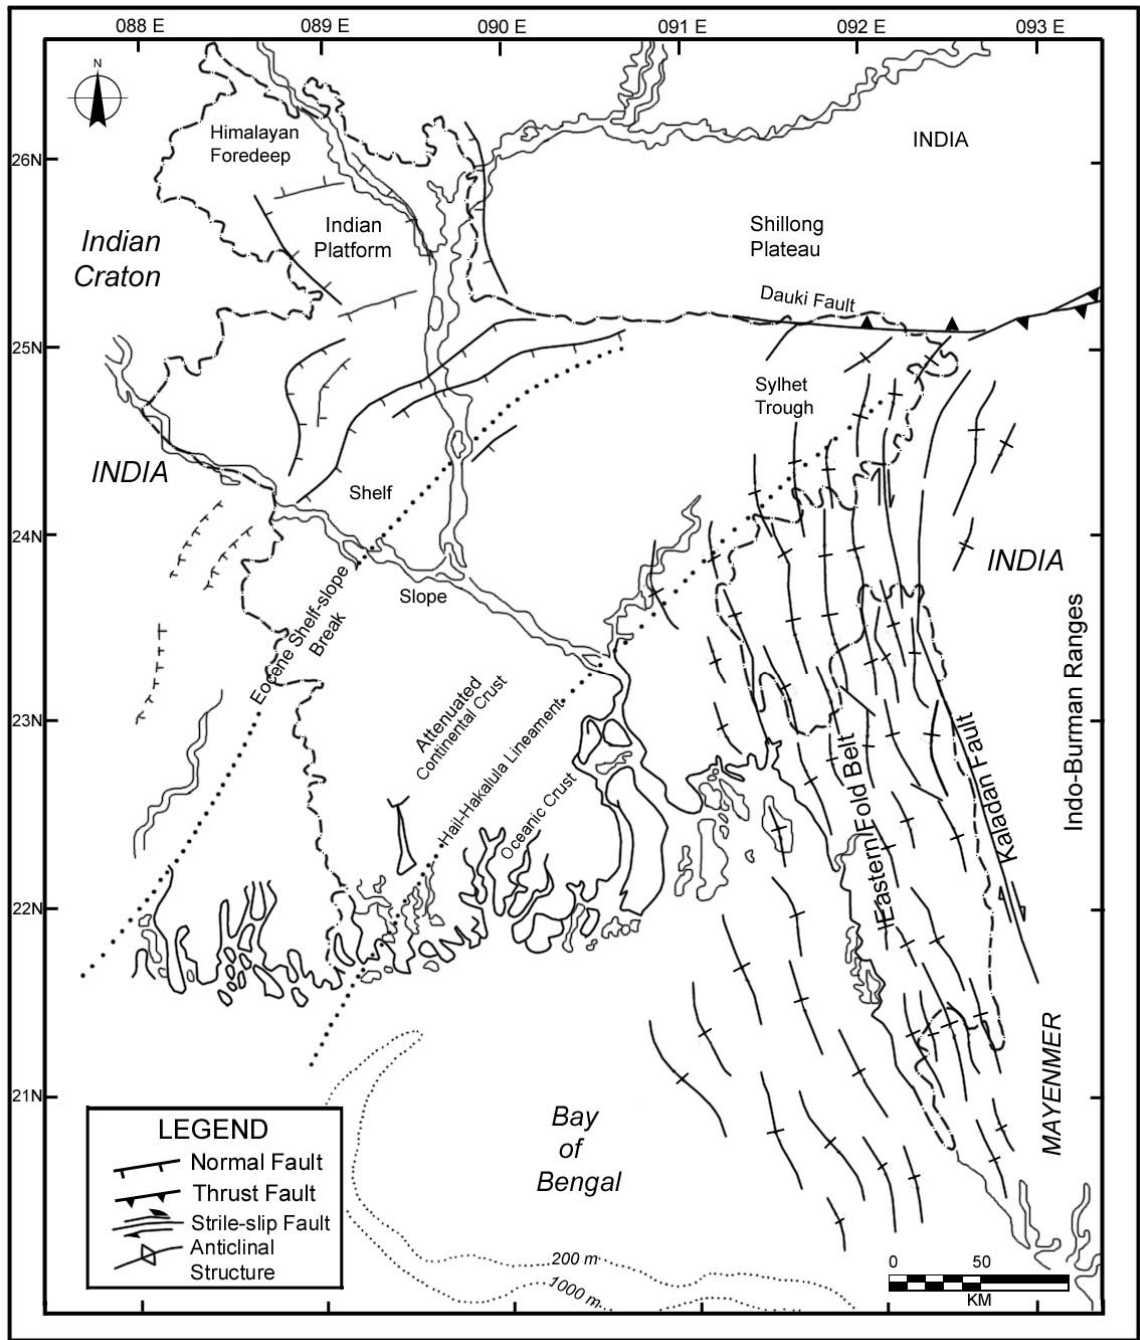 088 E
089 E
090 E
091 E
092 E
093 E
N
26N
25N
24N
23N
22N
21N
Himalayan
Foredeep
INDIA
Indian
Craton
Indian
Platform
Shillong
Plateau
Dauki Fault
Sylhet
Trough
INDIA
Shelf
INDIA
Slope
Eocene Shelf-slope
Break
Attenuated
Continental Crust
Hail-Hakalula Lineament
Oceanic Crust
Eastern Fold Belt
Kaladan Fault
Indo-Burman Ranges
MAYENMER
Bay
of
Bengal
200 m
1000 m
LEGEND
Normal Fault
Thrust Fault
Strile-slip Fault
Anticlinal
Structure
0
50
KM